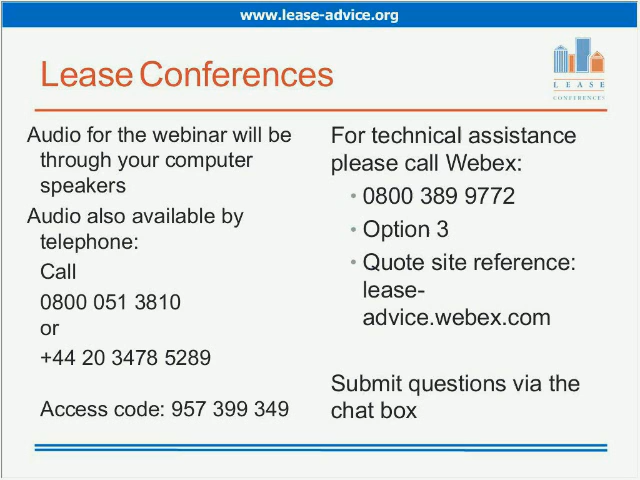 www.lease-advice.org
Lease Conferences
LEASE
CONFERENCES
Audio for the webinar will be
through your computer
speakers
Audio also available by
telephone:
Call
0800 051 3810
or
+44 20 3478 5289
Access code: 957 399 349
For technical assistance
please call Webex:
• 0800 389 9772
• Option 3
• Quote site reference:
lease-
advice.webex.com
Submit questions via the
chat box